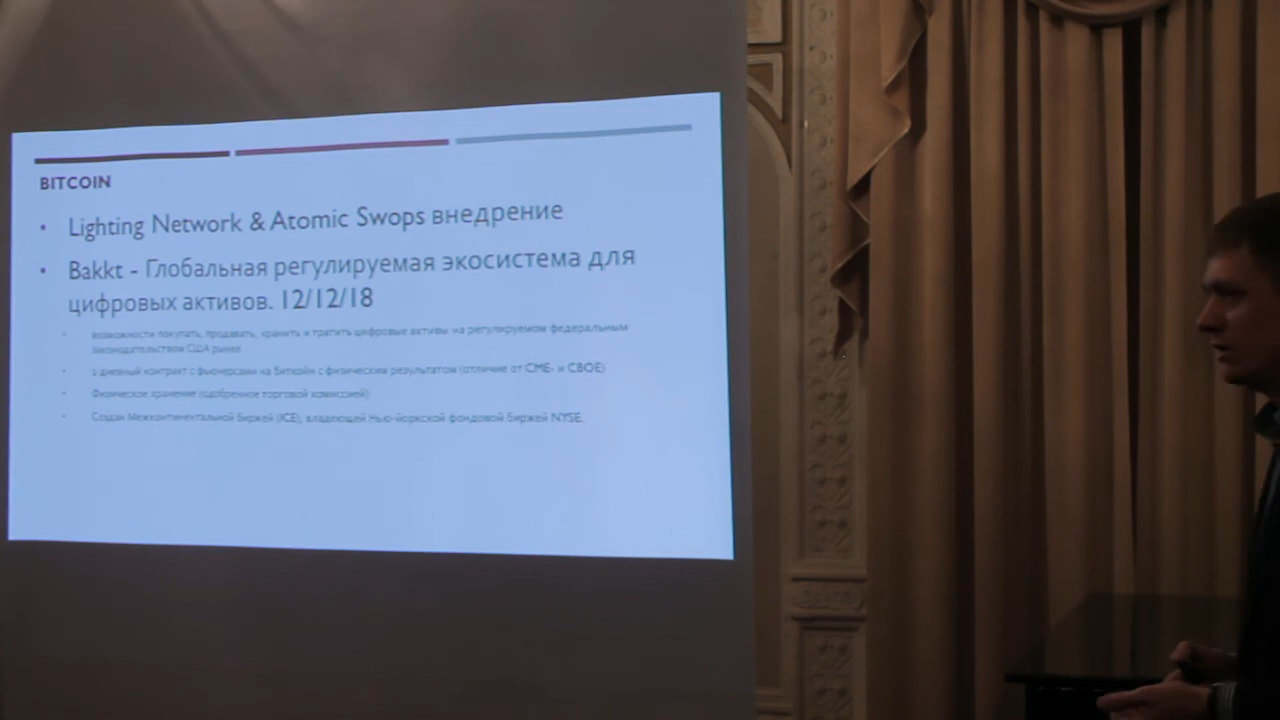 BITCOIN
• Lighting Network & Atomic Swops внедрение
• Bakkt - Глобальная регулируемая экосистема для
цифровых активов. 12/12/18
• возможности покупать, продавать, хранить и тратить цифровые активы на регулируемом федеральным
законодательством США рынке
• дневный контракт с фьючерсами на Биткойн с физическим результатом (отличие от CME- и CBOE)
• Физическое хранение (одобренное торговой комиссией)
• Создан Межконтинентальной биржей (ICE), владеющей Нью-йоркской фондовой биржей NYSE.